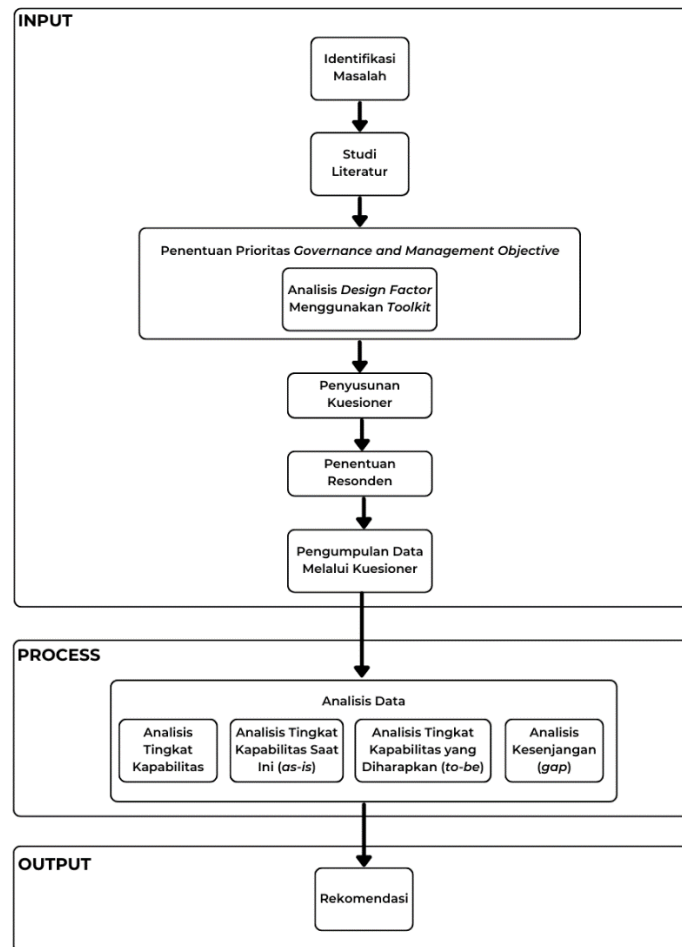 INPUT
Identifikasi
Masalah
Studi
Literatur
Penentuan Prioritas Governance and Management Objective
Analisis Design Factor
Menggunakan Toolkit
Penyusunan
Kuesioner
Penentuan
Resonden
Pengumpulan Data
Melalui Kuesioner
PROCESS
Analisis Data
Analisis
Tingkat
Kapabilitas
Analisis Tingkat
Kapabilitas Saat
Ini (as-is)
Analisis Tingkat
Kapabilitas yang
Diharapkan (to-be)
Analisis
Kesenjangan
(gap)
OUTPUT
Rekomendasi